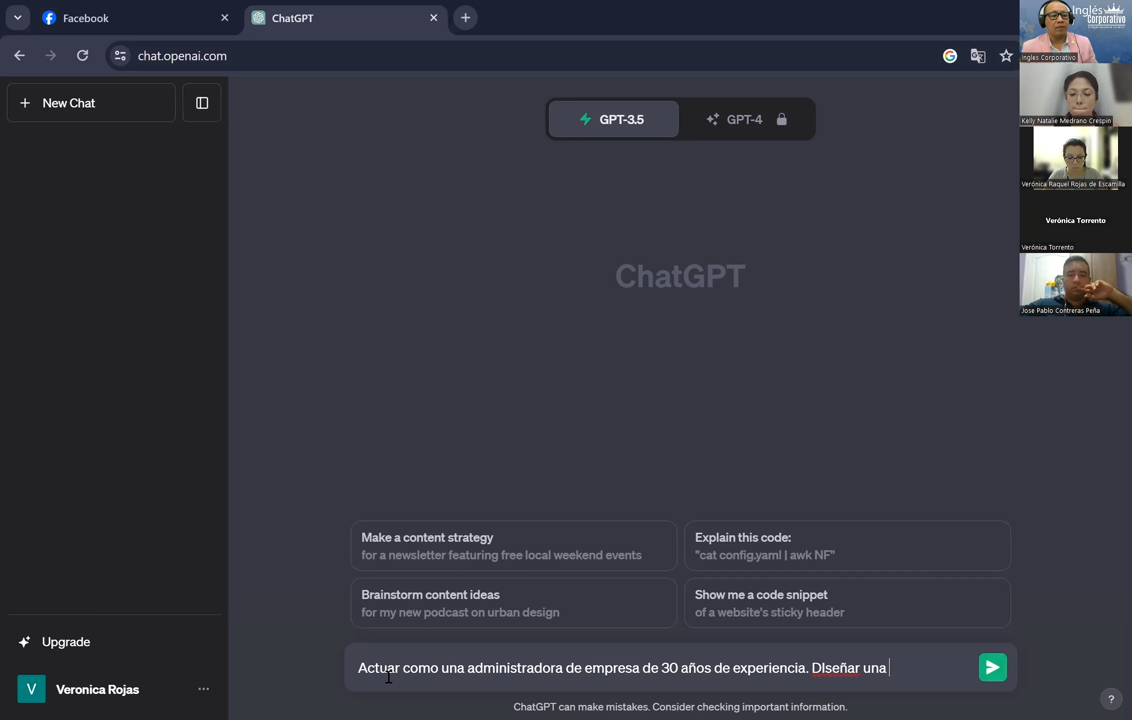 Facebook
ChatGPT
chat.openai.com
New Chat
GPT-3.5
GPT-4
ChatGPT
Make a content strategy
for a newsletter featuring free local weekend events
Explain this code:
"cat config.yaml | awk NF"
Brainstorm content ideas
for my new podcast on urban design
Show me a code snippet
of a website's sticky header
Upgrade
V
Veronica Rojas
Actuar como una administradora de empresa de 30 años de experiencia. DIseñar una
ChatGPT can make mistakes. Consider checking important information.
?
Inglés
Corporativo
Ingles Corporativo
Kelly Natalie Medrano Crespin
Verónica Raquel Rojas de Escamilla
Verónica Torrento
Verónica Torrento
Jose Pablo Contreras Peña